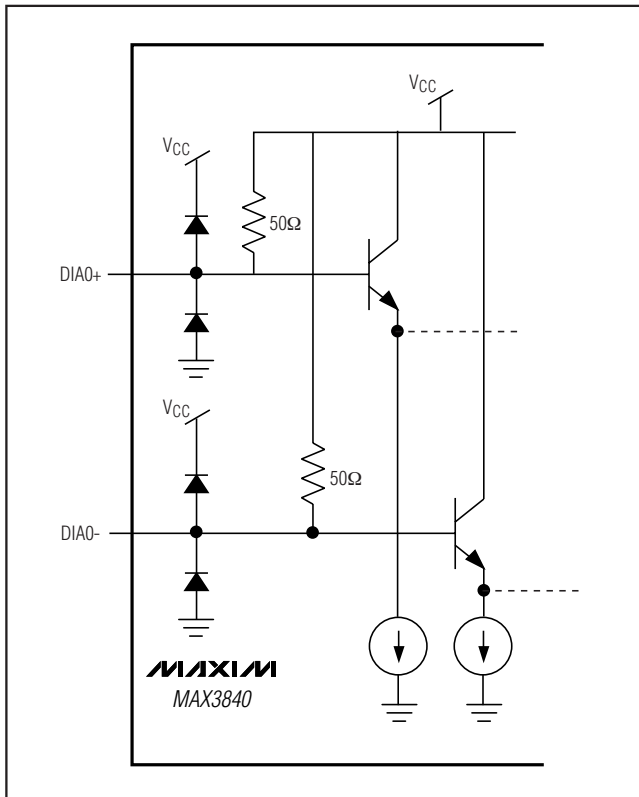 VCC
VCC
50Ω
DIA0+
VCC
50Ω
DIA0-
MAXIM
MAX3840